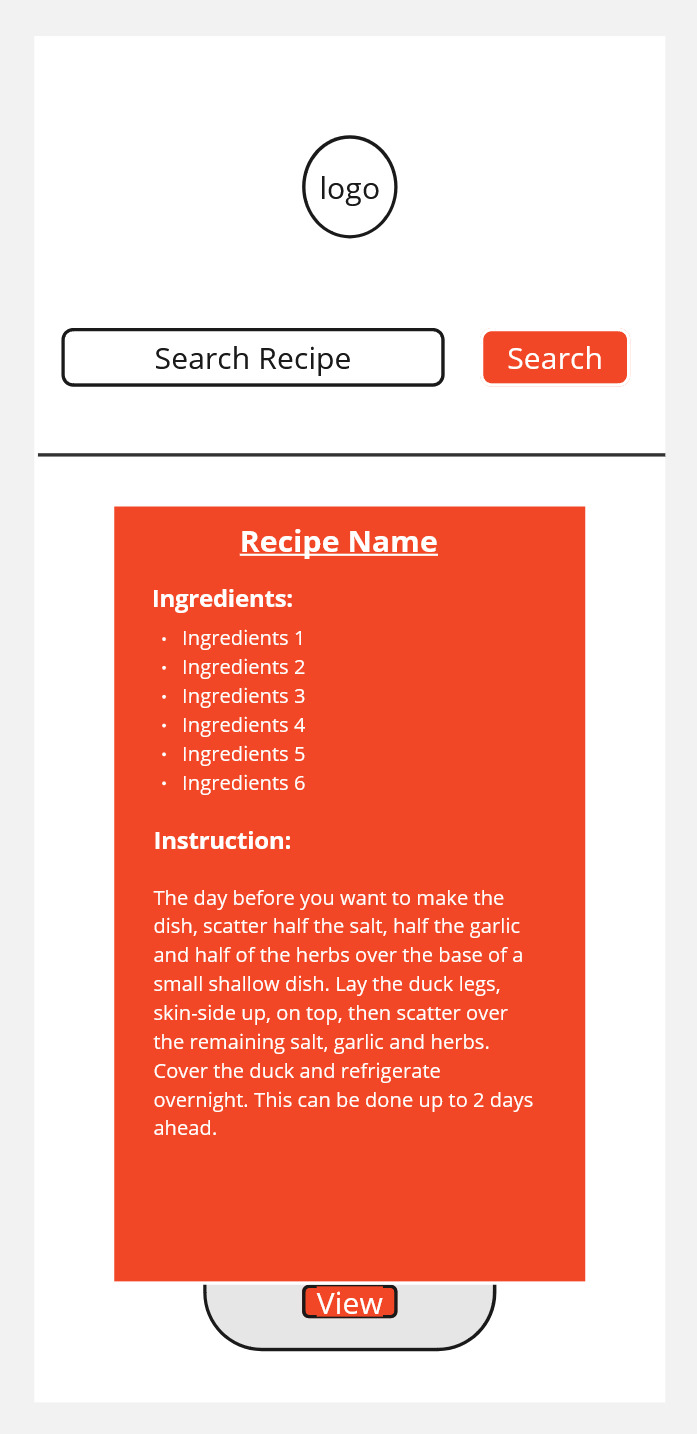 logo
Search Recipe Search
Recipe Name
Ingredients:
• Ingredients 1
• Ingredients 2
• Ingredients 3
• Ingredients 4
• Ingredients 5
• Ingredients 6
Instruction:
The day before you want to make the
dish, scatter half the salt, half the garlic
and half of the herbs over the base of a
small shallow dish. Lay the duck legs,
skin-side up, on top, then scatter over
the remaining salt, garlic and herbs.
Cover the duck and refrigerate
overnight. This can be done up to 2 days
ahead.
View